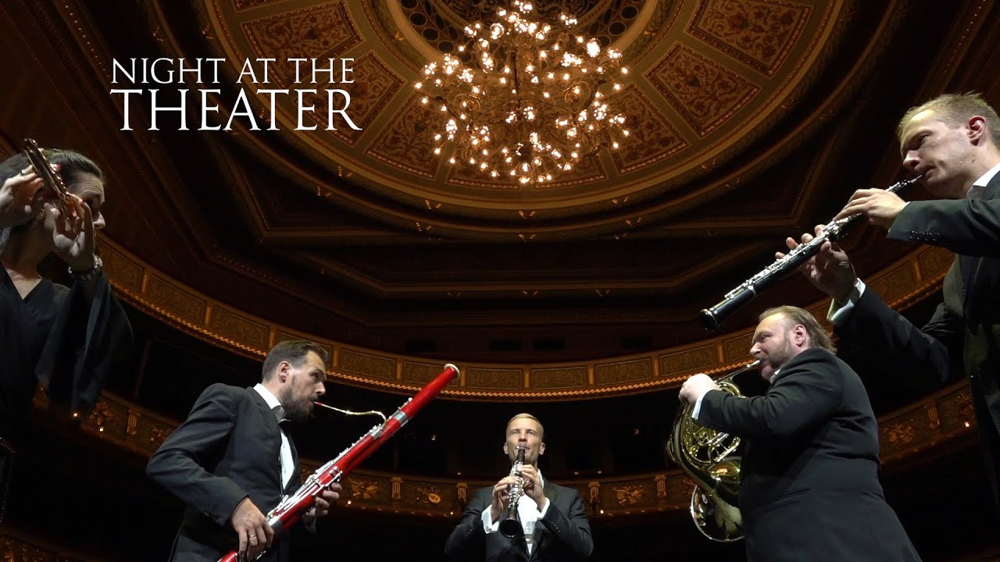 NIGHT AT THE
THEATER